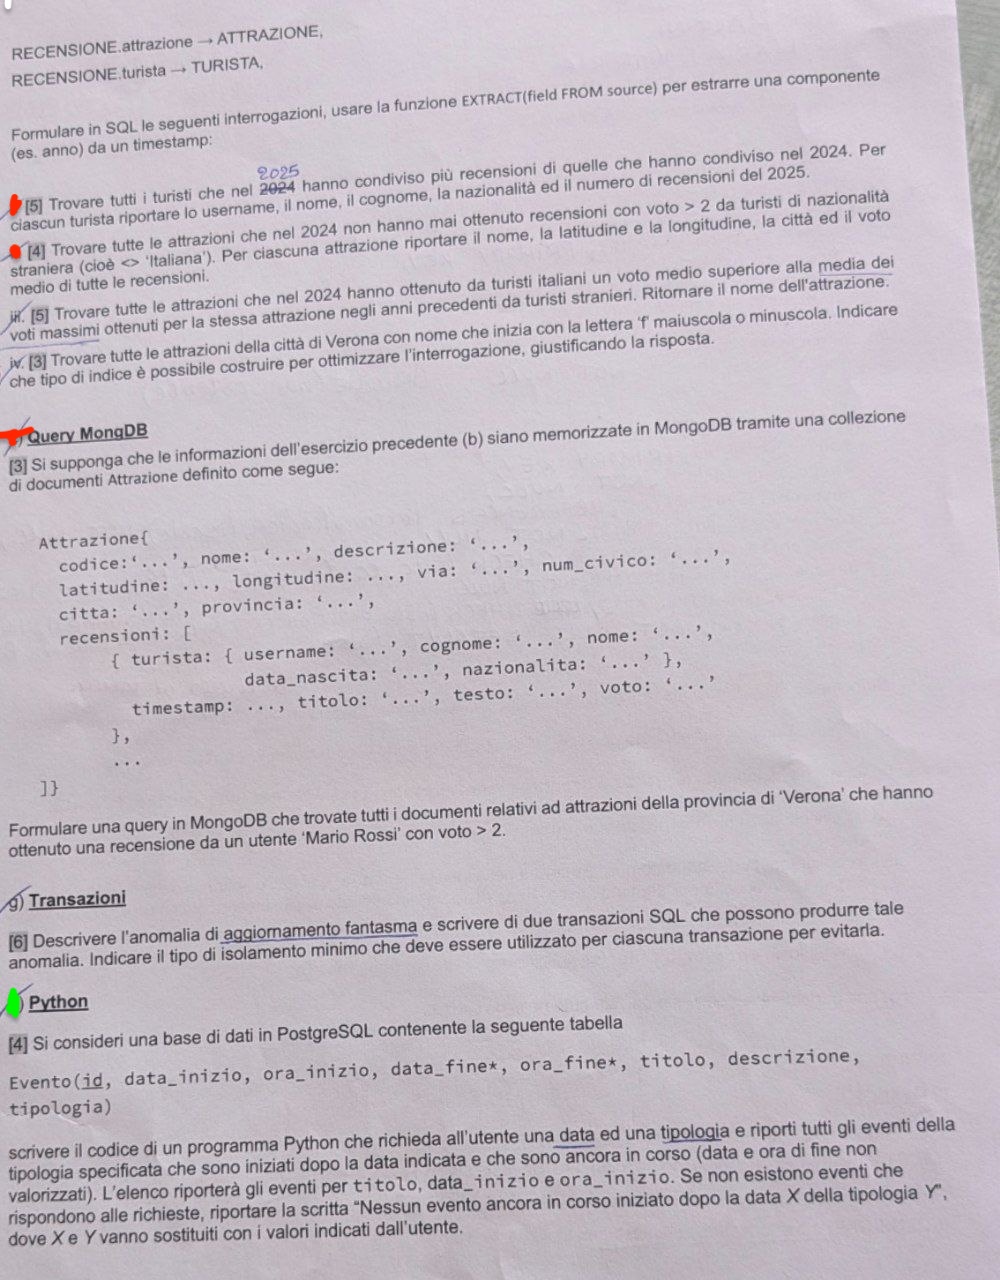 RECENSIONE.attrazione → ATTRAZIONE,
RECENSIONE.turista → TURISTA,
Formulare in SQL le seguenti interrogazioni, usare la funzione EXTRACT(field FROM source) per estrarre una componente
(es. anno) da un timestamp:
2025
[5] Trovare tutti i turisti che nel 2024 hanno condiviso più recensioni di quelle che hanno condiviso nel 2024. Per
ciascun turista riportare lo username, il nome, il cognome, la nazionalità ed il numero di recensioni del 2025.
[4] Trovare tutte le attrazioni che nel 2024 non hanno mai ottenuto recensioni con voto > 2 da turisti di nazionalità
straniera (cioè <> 'Italiana'). Per ciascuna attrazione riportare il nome, la latitudine e la longitudine, la città ed il voto
medio di tutte le recensioni.
iii. [5] Trovare tutte le attrazioni che nel 2024 hanno ottenuto da turisti italiani un voto medio superiore alla media dei
voti massimi ottenuti per la stessa attrazione negli anni precedenti da turisti stranieri. Ritornare il nome dell'attrazione.
iv. [3] Trovare tutte le attrazioni della città di Verona con nome che inizia con la lettera 'f' maiuscola o minuscola. Indicare
che tipo di indice è possibile costruire per ottimizzare l'interrogazione, giustificando la risposta.
) Query MongDB
[3] Si supponga che le informazioni dell'esercizio precedente (b) siano memorizzate in MongoDB tramite una collezione
di documenti Attrazione definito come segue:
Attrazione{
codice:‘...’, nome: ‘...’, descrizione: ‘...’,
latitudine: ..., longitudine: ..., via: ‘...’, num_civico: ‘...’,
citta: ‘...’, provincia: ‘...’,
recensioni: [
{ turista: { username: ‘...’, cognome: ‘...’, nome: ‘...’,
data_nascita: ‘...’, nazionalita: ‘...’ },
timestamp: ..., titolo: ‘...’, testo: ‘...’, voto: ‘...’
},
...
]}
Formulare una query in MongoDB che trovate tutti i documenti relativi ad attrazioni della provincia di ‘Verona’ che hanno
ottenuto una recensione da un utente ‘Mario Rossi’ con voto > 2.
g) Transazioni
[6] Descrivere l'anomalia di aggiornamento fantasma e scrivere di due transazioni SQL che possono produrre tale
anomalia. Indicare il tipo di isolamento minimo che deve essere utilizzato per ciascuna transazione per evitarla.
) Python
[4] Si consideri una base di dati in PostgreSQL contenente la seguente tabella
Evento(id, data_inizio, ora_inizio, data_fine*, ora_fine*, titolo, descrizione,
tipologia)
scrivere il codice di un programma Python che richieda all'utente una data ed una tipologia e riporti tutti gli eventi della
tipologia specificata che sono iniziati dopo la data indicata e che sono ancora in corso (data e ora di fine non
valorizzati). L'elenco riporterà gli eventi per titolo, data_inizio e ora_inizio. Se non esistono eventi che
rispondono alle richieste, riportare la scritta “Nessun evento ancora in corso iniziato dopo la data X della tipologia Y”,
dove X e Y vanno sostituiti con i valori indicati dall'utente.